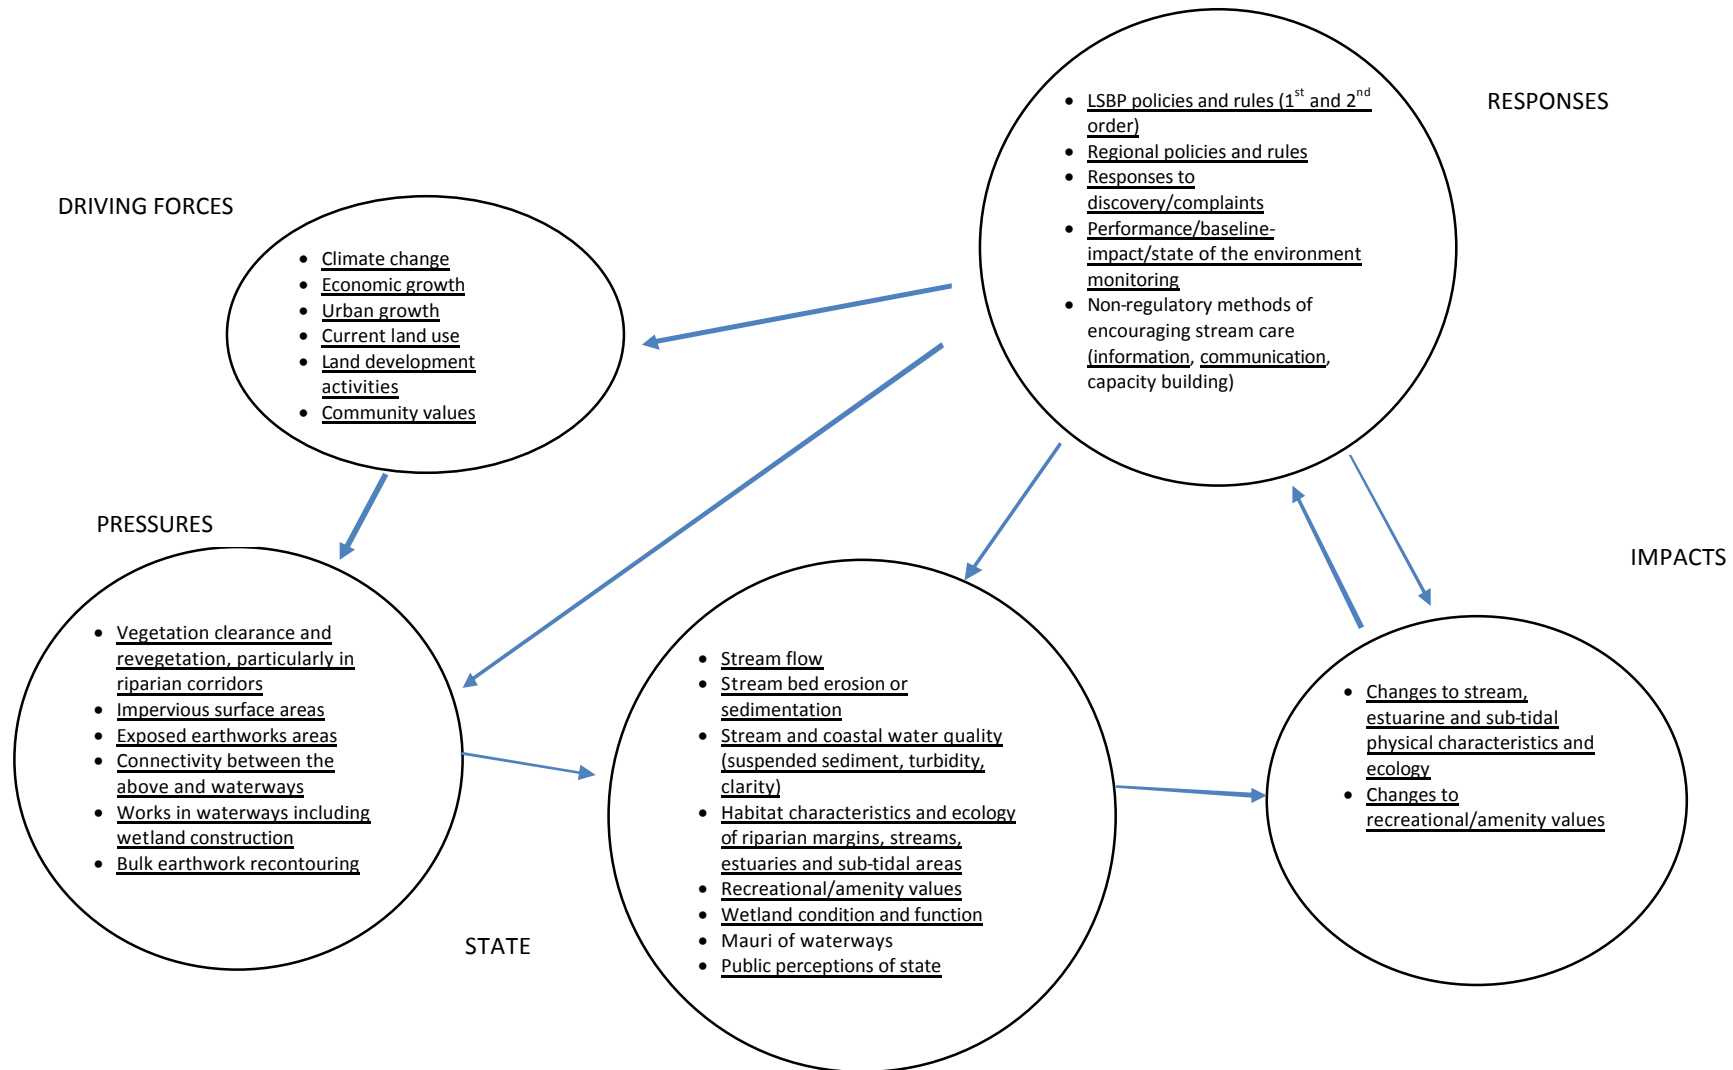 RESPONSES
• LSBP policies and rules (1st and 2nd
order)
• Regional policies and rules
• Responses to
discovery/complaints
• Performance/baseline-
impact/state of the environment
monitoring
• Non-regulatory methods of
encouraging stream care
(information, communication,
capacity building)
DRIVING FORCES
• Climate change
• Economic growth
• Urban growth
• Current land use
• Land development
activities
• Community values
PRESSURES
• Vegetation clearance and
revegetation, particularly in
riparian corridors
• Impervious surface areas
• Exposed earthworks areas
• Connectivity between the
above and waterways
• Works in waterways including
wetland construction
• Bulk earthwork recontouring
STATE
• Stream flow
• Stream bed erosion or
sedimentation
• Stream and coastal water quality
(suspended sediment, turbidity,
clarity)
• Habitat characteristics and ecology
of riparian margins, streams,
estuaries and sub-tidal areas
• Recreational/amenity values
• Wetland condition and function
• Mauri of waterways
• Public perceptions of state
IMPACTS
• Changes to stream,
estuarine and sub-tidal
physical characteristics and
ecology
• Changes to
recreational/amenity values